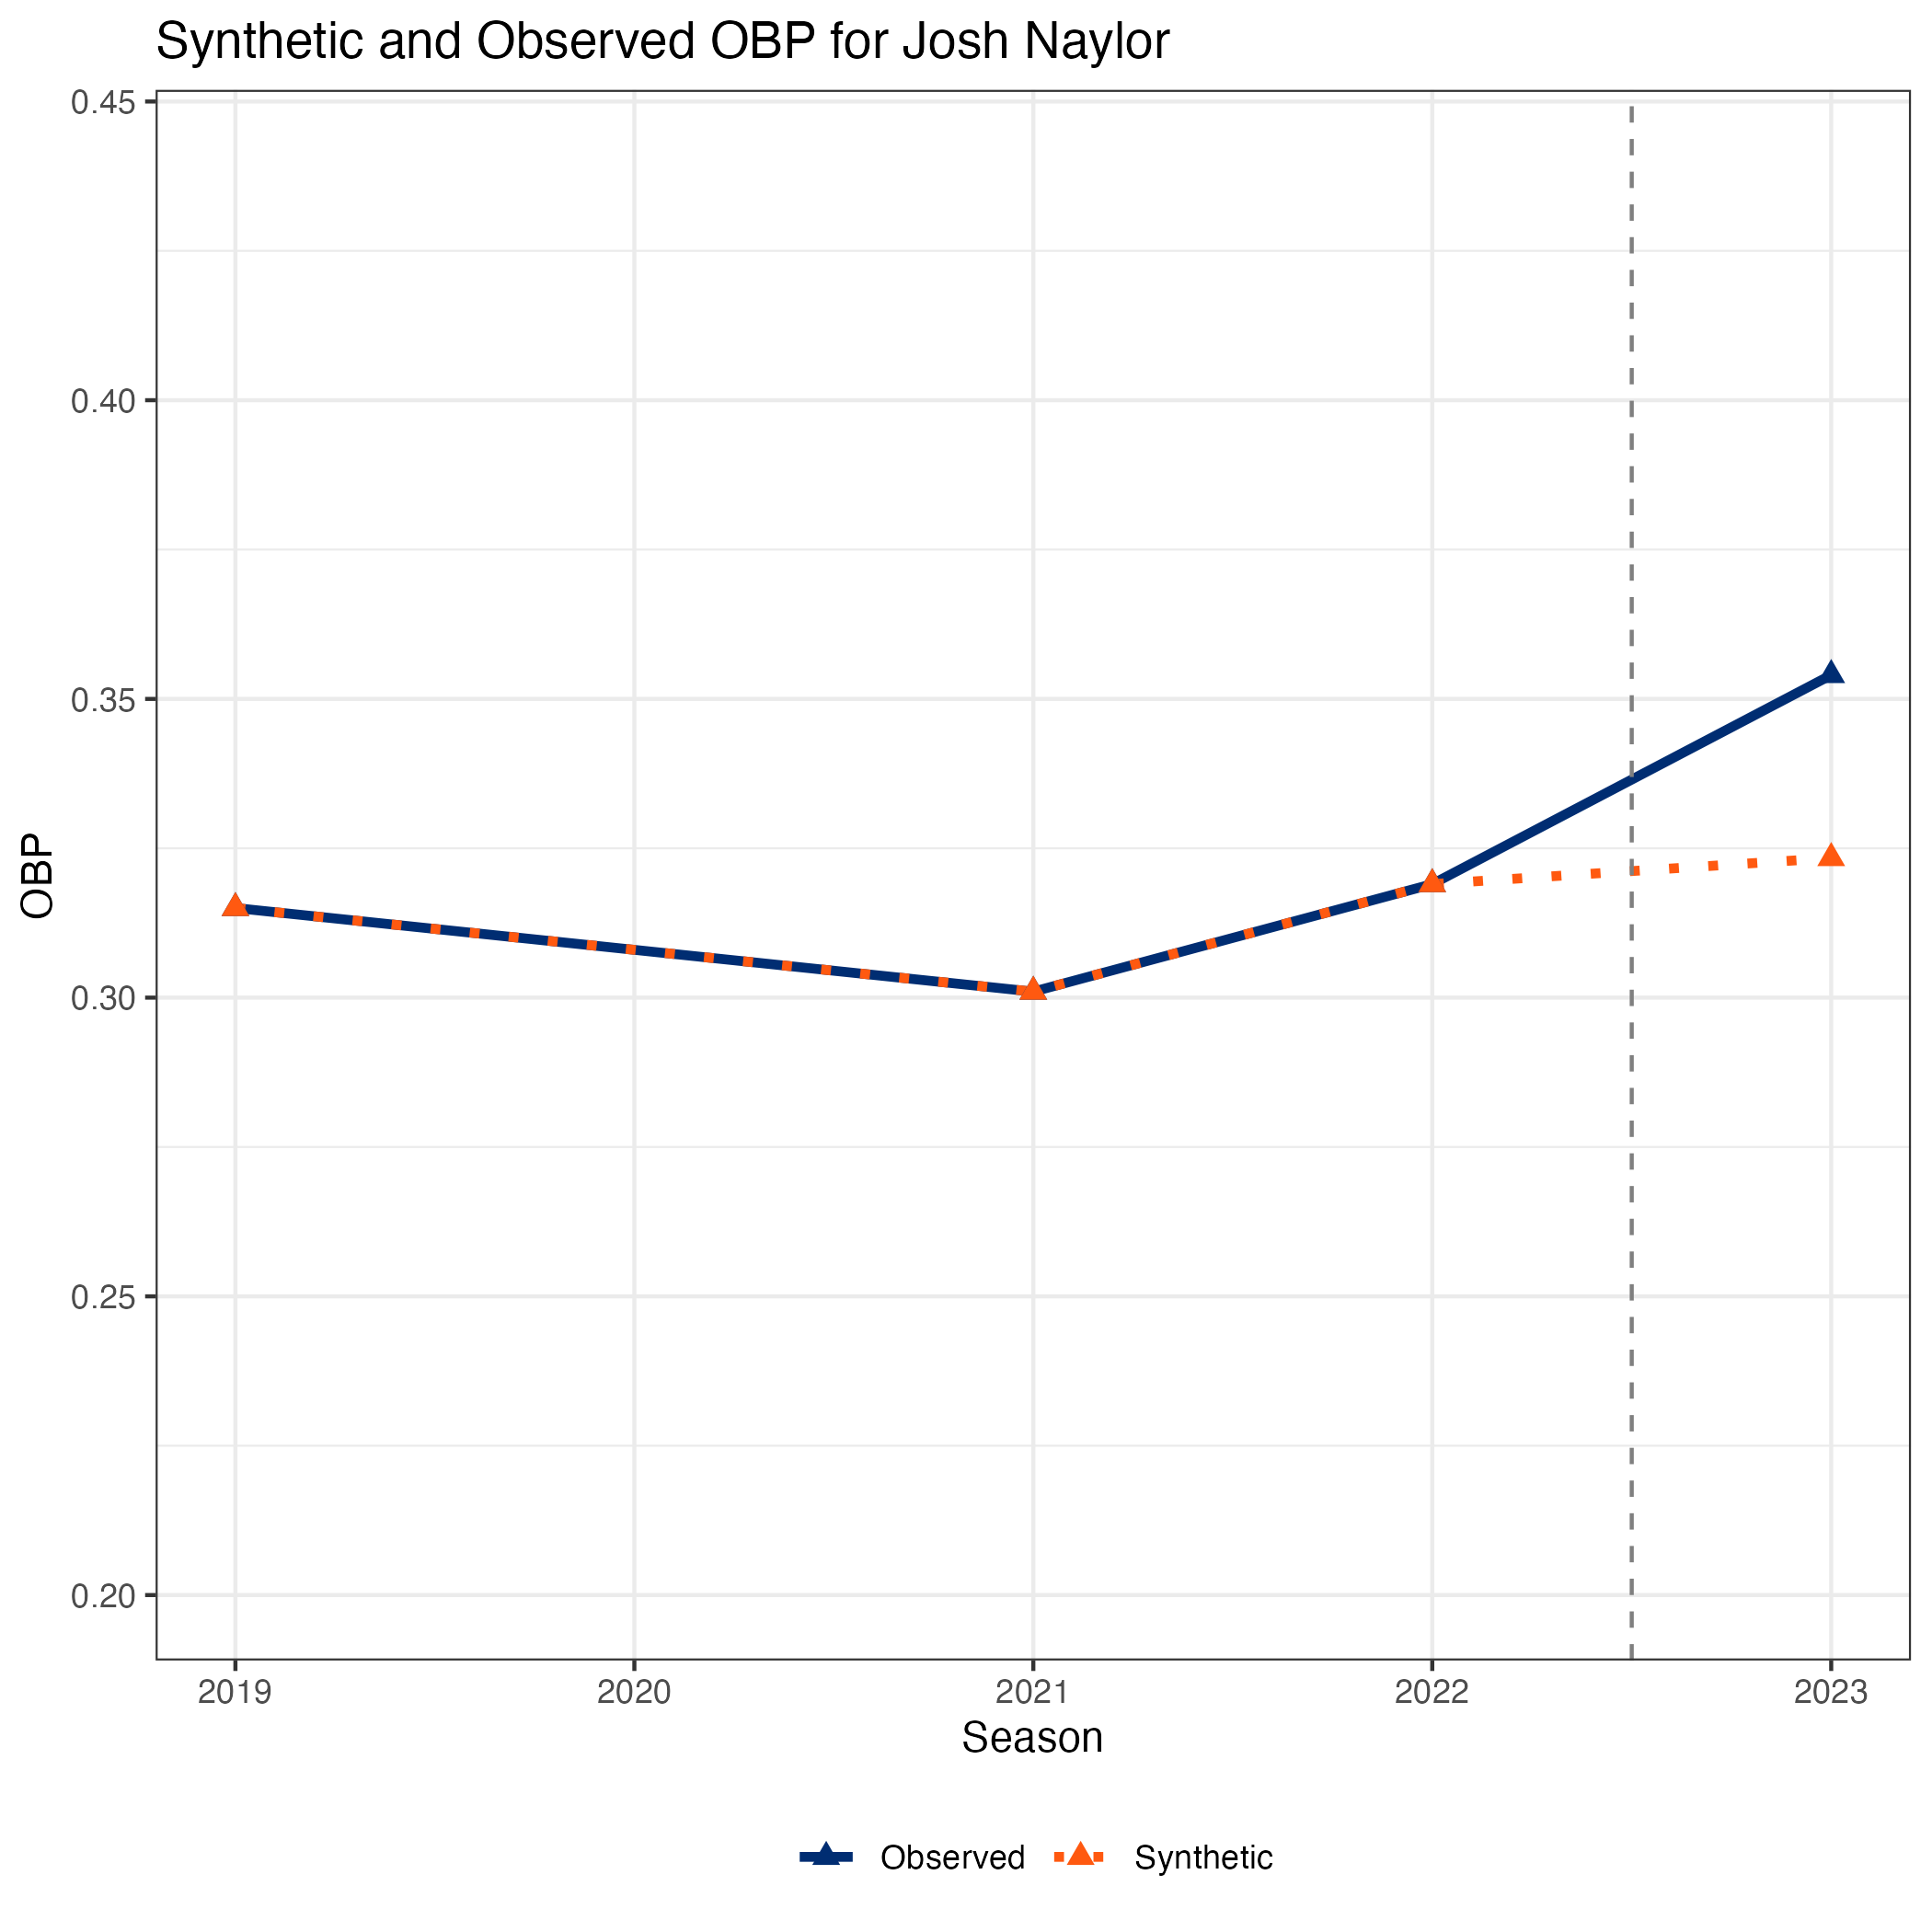 Synthetic and Observed OBP for Josh Naylor
0.45
0.40
0.35
0.30
0.25
0.20
OBP
2019 2020 2021 2022 2023
Season
Observed Synthetic